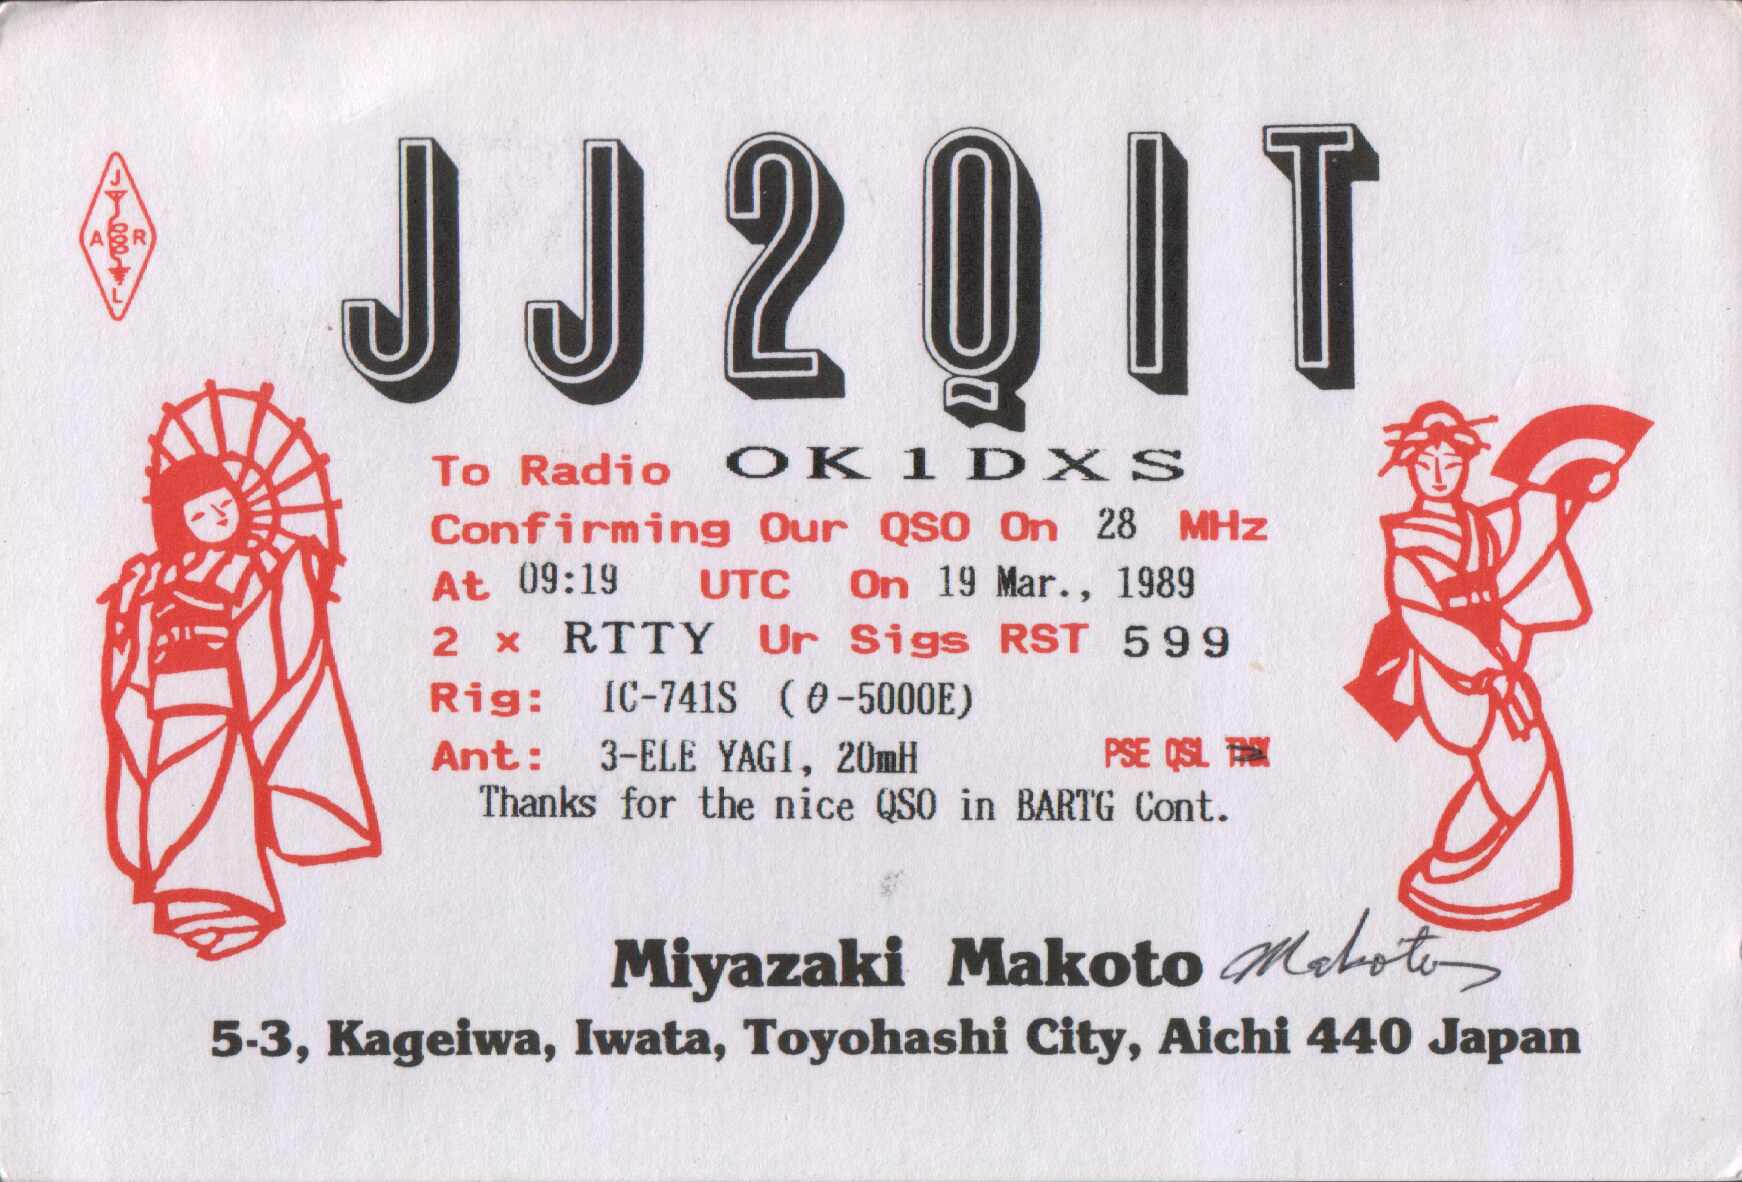 JJ2QIT
J
A R
L
To Radio OK1DXS
Confirming Our QSO On 28 MHz
At 09:19 UTC On 19 Mar., 1989
2 x RTTY Ur Sigs RST 599
Rig: IC-741S (θ-5000E)
Ant: 3-ELE YAGI, 20mH
PSE QSL TNX
Thanks for the nice QSO in BARTG Cont.
Miyazaki Makoto Makoto
5-3, Kageiwa, Iwata, Toyohashi City, Aichi 440 Japan